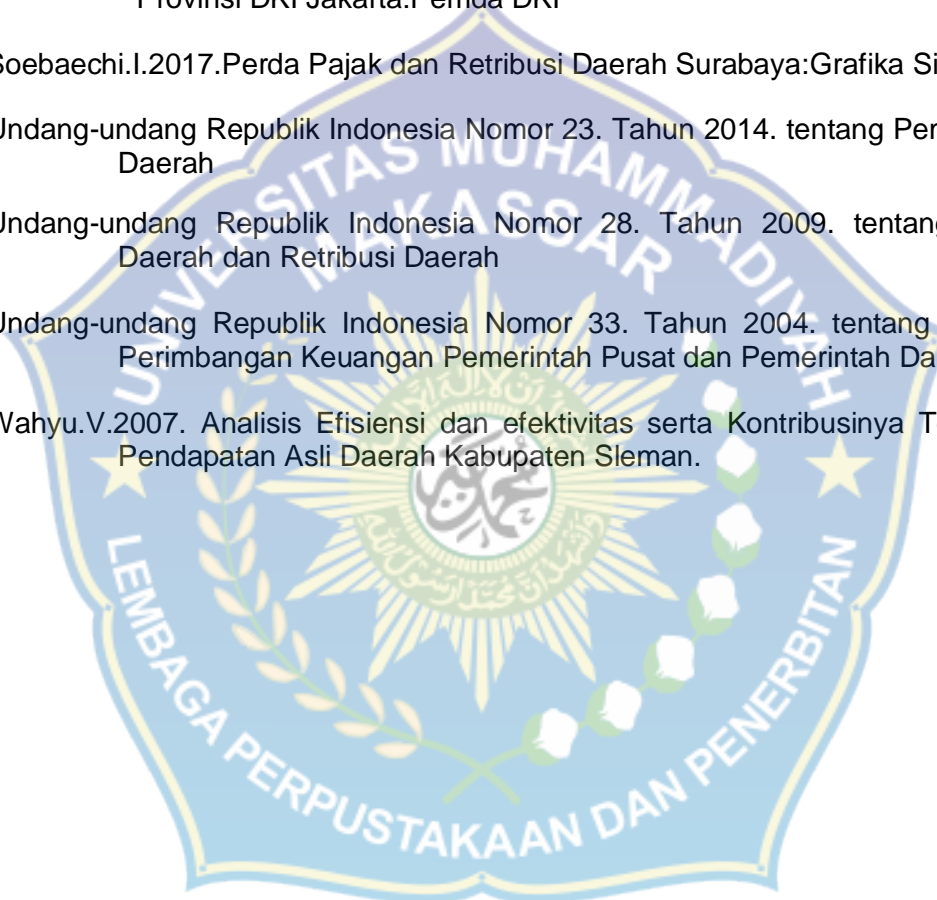 Provinsi DKI Jakarta.Pemda DKI
Soebaechi.I.2017.Perda Pajak dan Retribusi Daerah Surabaya:Grafika
Undang-undang Republik Indonesia Nomor 23. Tahun 2014. tentang
Daerah
Undang-undang Republik Indonesia Nomor 28. Tahun 2009. tentang
Daerah dan Retribusi Daerah
Undang-undang Republik Indonesia Nomor 33. Tahun 2004. tentang
Perimbangan Keuangan Pemerintah Pusat dan Pemerintah
Wahyu.V.2007. Analisis Efisiensi dan efektivitas serta Kontribusinya
Pendapatan Asli Daerah Kabupaten Sleman.
UNIVERSITAS MUHAMMADIYAH
MAKASSAR
LEMBAGA PERPUSTAKAAN DAN PENERBITAN